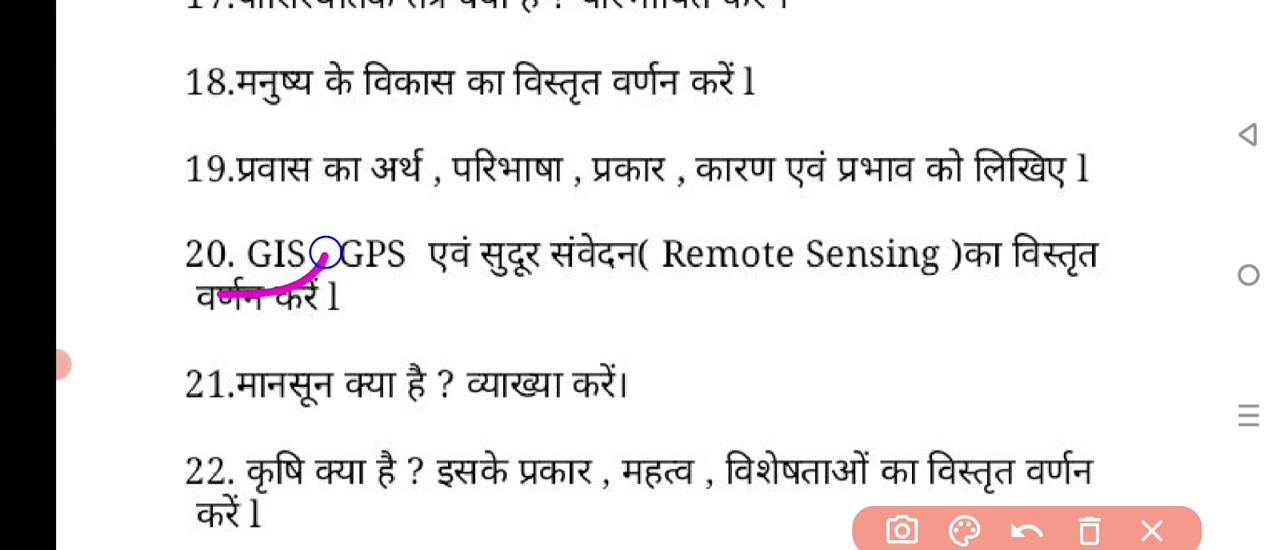 18.मनुष्य के विकास का विस्तृत वर्णन करें l
19.प्रवास का अर्थ , परिभाषा , प्रकार , कारण एवं प्रभाव को लिखिए l
20. GIS , GPS एवं सुदूर संवेदन( Remote Sensing )का विस्तृत
वर्णन करें l
21.मानसून क्या है ? व्याख्या करें।
22. कृषि क्या है ? इसके प्रकार , महत्व , विशेषताओं का विस्तृत वर्णन
करें l